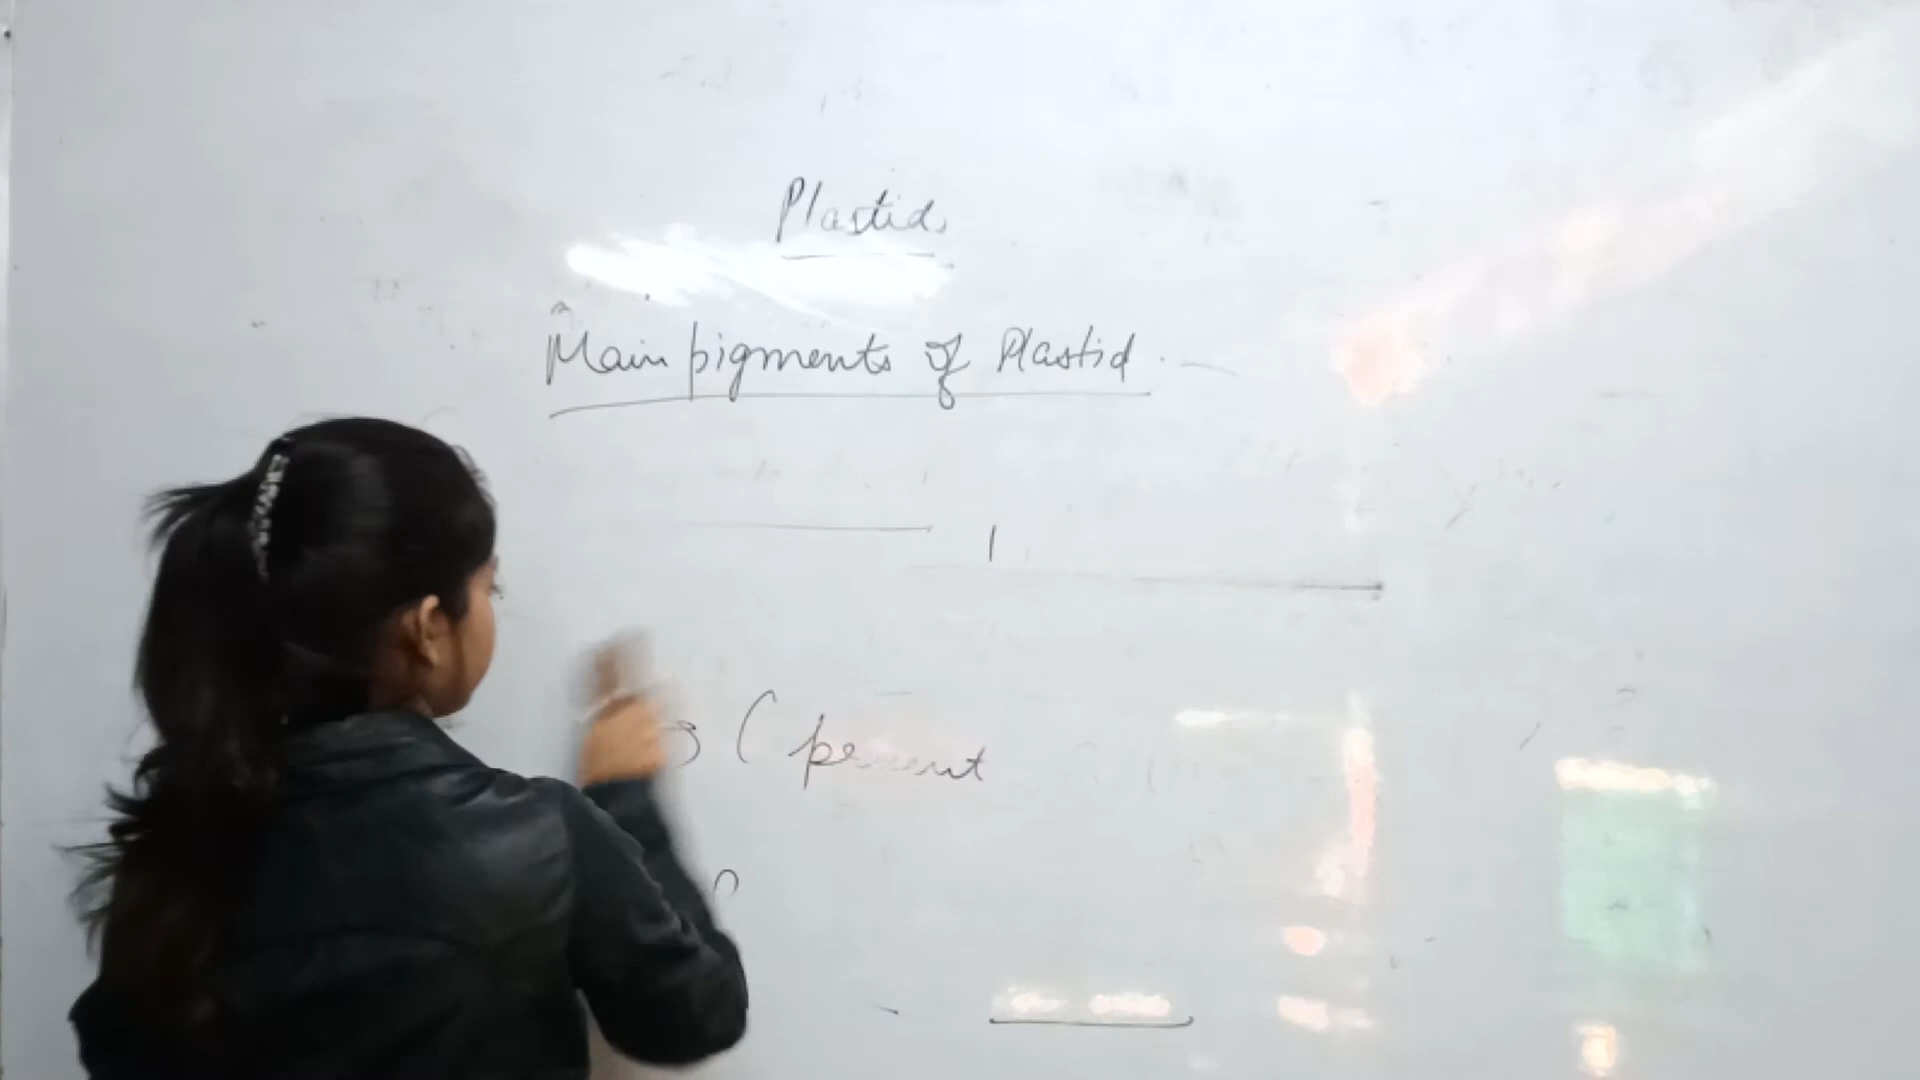 Plastid
Main pigments of Plastid
( present